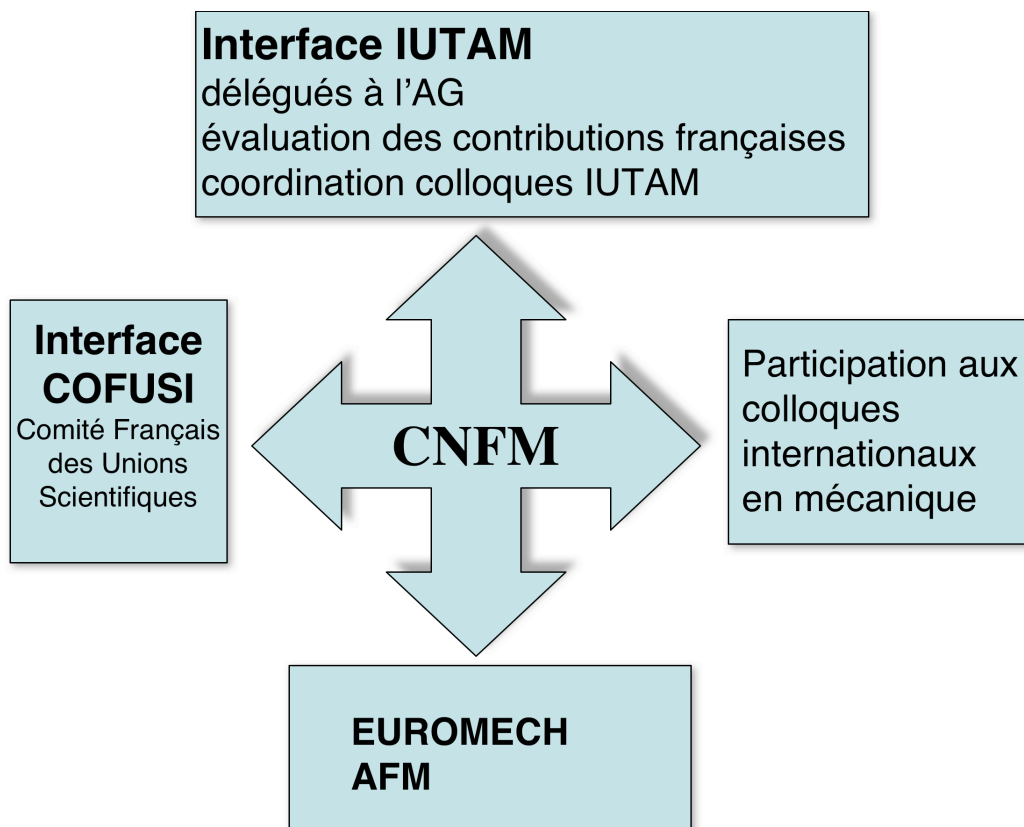 Interface IUTAM
délégués à l’AG
évaluation des contributions françaises
coordination colloques IUTAM
Interface
COFUSI
Comité Français
des Unions
Scientifiques
CNFM
Participation aux
colloques
internationaux
en mécanique
EUROMECH
AFM